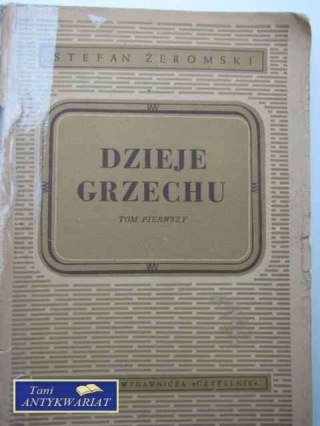 STEFAN ŻEROMSKI
DZIEJE
GRZECHU
TOM PIERWSZY
WYDAWNICZA «CZYTELNIK»
Tani
ANTYKWARIAT